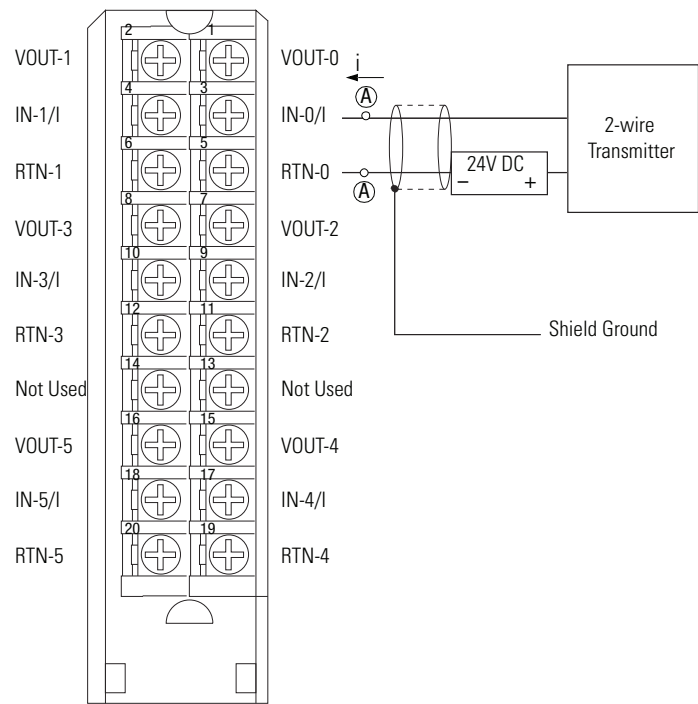 2 1
VOUT-1 VOUT-0 i
4 3 A
IN-1/I IN-0/I
2-wire
Transmitter
6 5
RTN-1 RTN-0 24V DC
A − +
8 7
VOUT-3 VOUT-2
10 9
IN-3/I IN-2/I
12 11
RTN-3 RTN-2 Shield Ground
14 13
Not Used Not Used
16 15
VOUT-5 VOUT-4
18 17
IN-5/I IN-4/I
20 19
RTN-5 RTN-4